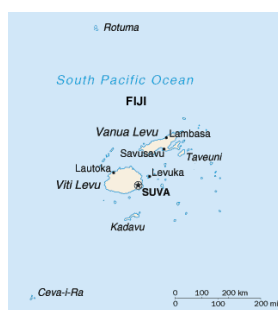 Rotuma
South Pacific Ocean
FIJI
Vanua Levu
Lambasa
Savusavu
Taveuni
Lautoka
Levuka
Viti Levu
SUVA
Kadavu
Ceva-I-Ra
0 100 200 km
0 100 200 mi